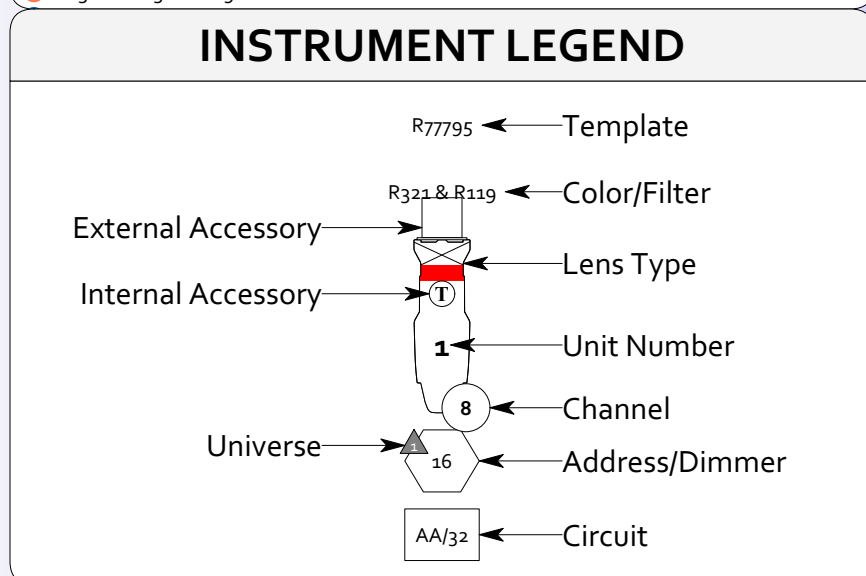 INSTRUMENT LEGEND
R77795 Template
R321 & R119 Color/Filter
External Accessory
Lens Type
Internal Accessory T
1 Unit Number
8 Channel
Universe 1
16 Address/Dimmer
AA/32 Circuit